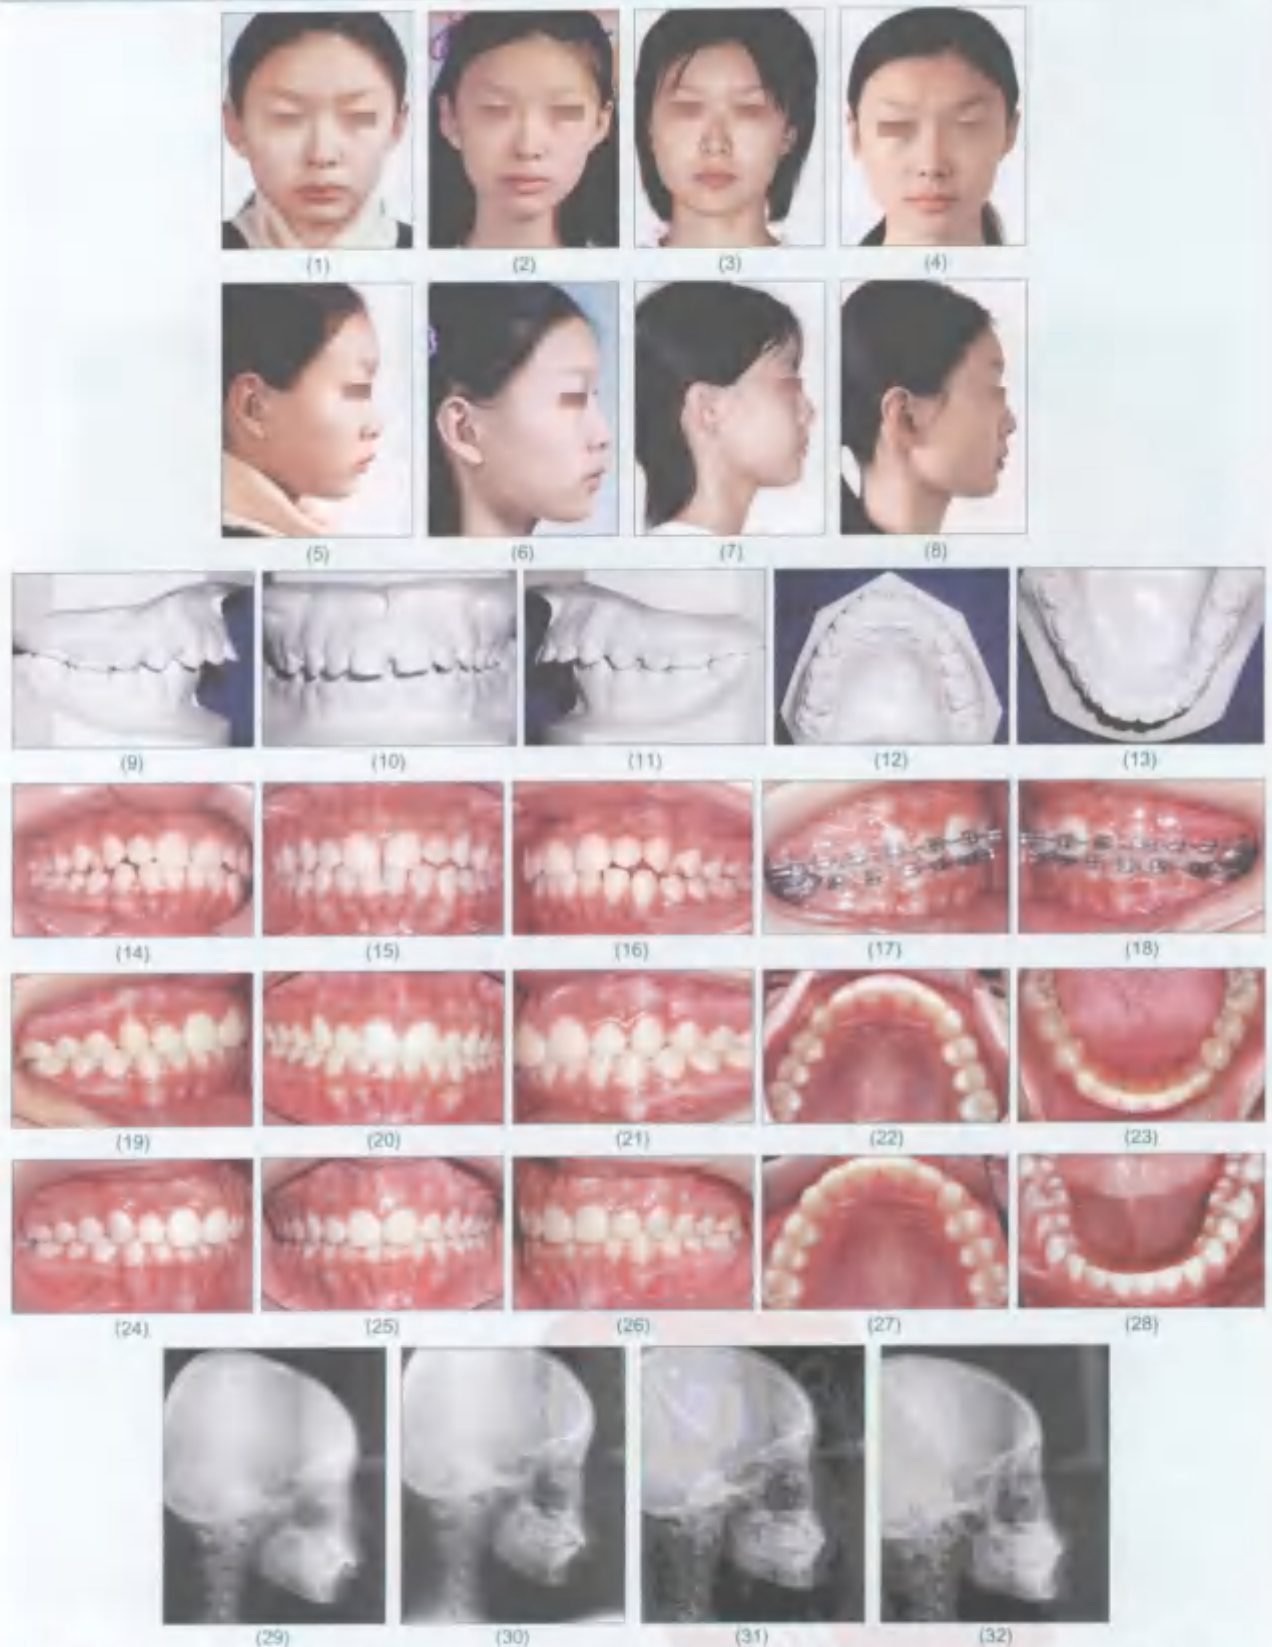 (1) (2) (3) (4)
(5) (6) (7) (8)
(9) (10) (11) (12) (13)
(14) (15) (16) (17) (18)
(19) (20) (21) (22) (23)
(24) (25) (26) (27) (28)
(29) (30) (31) (32)